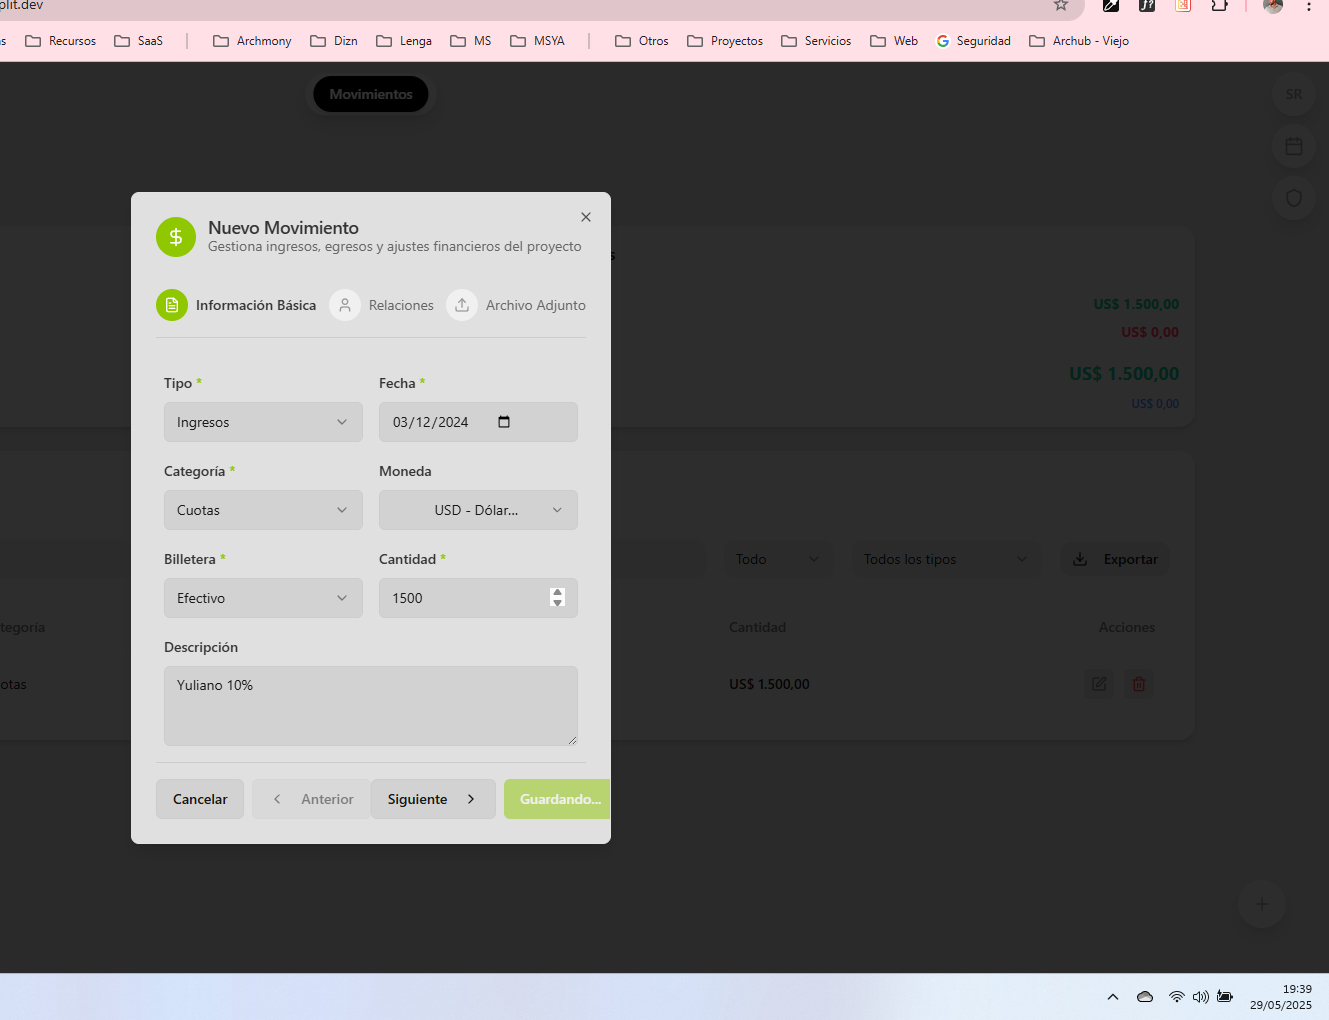 plit.dev
s Recursos SaaS Archmony Dizn Lenga MS MSYA Otros Proyectos Servicios Web Seguridad Archub - Viejo
Movimientos
SR
Nuevo Movimiento
Gestiona ingresos, egresos y ajustes financieros del proyecto
s
Información Básica Relaciones Archivo Adjunto
US$ 1.500,00
US$ 0,00
US$ 1.500,00
US$ 0,00
Tipo * Fecha *
Ingresos 03/12/2024
Categoría * Moneda
Cuotas USD - Dólar...
Billetera * Cantidad *
Efectivo 1500
Descripción
Yuliano 10%
Cancelar Anterior Siguiente Guardando...
Todo Todos los tipos Exportar
tegoría Cantidad Acciones
otas US$ 1.500,00
19:39
29/05/2025